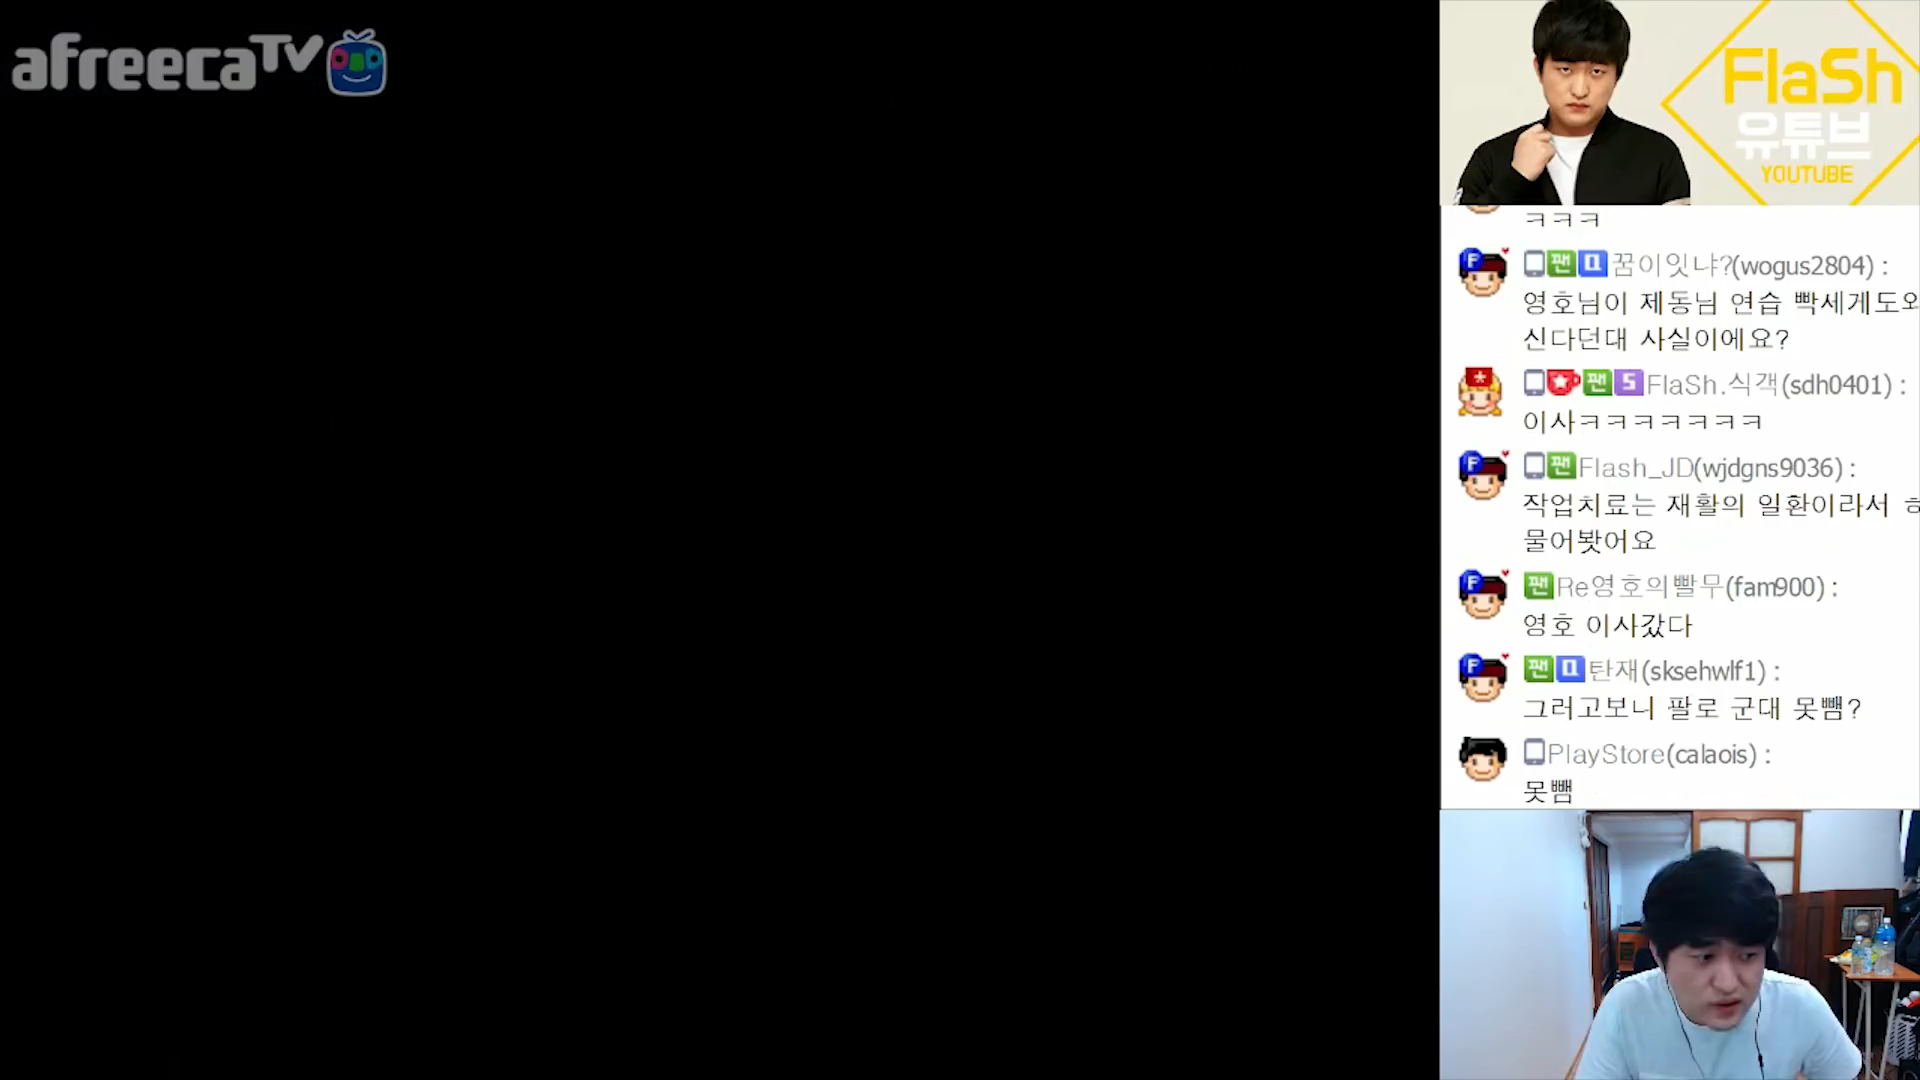 afreecaTV
FlaSh
유튜브
YOUTUBE
ㅋㅋㅋ
팬 Q 꿈이잇냐?(wogus2804) :
영호님이 제동님 연습 빡세게도와
신다던대 사실이에요?
팬 S FlaSh.식객(sdh0401) :
이사ㅋㅋㅋㅋㅋㅋㅋ
팬 Flash_JD(wjdgns9036) :
작업치료는 재활의 일환이라서
물어봤어요
팬 Re영호의빨무(fam900) :
영호 이사갔다
팬 Q 탄재(sksehwlf1) :
그러고보니 팔로 군대 못뺌?
PlayStore(calaois) :
못뺌